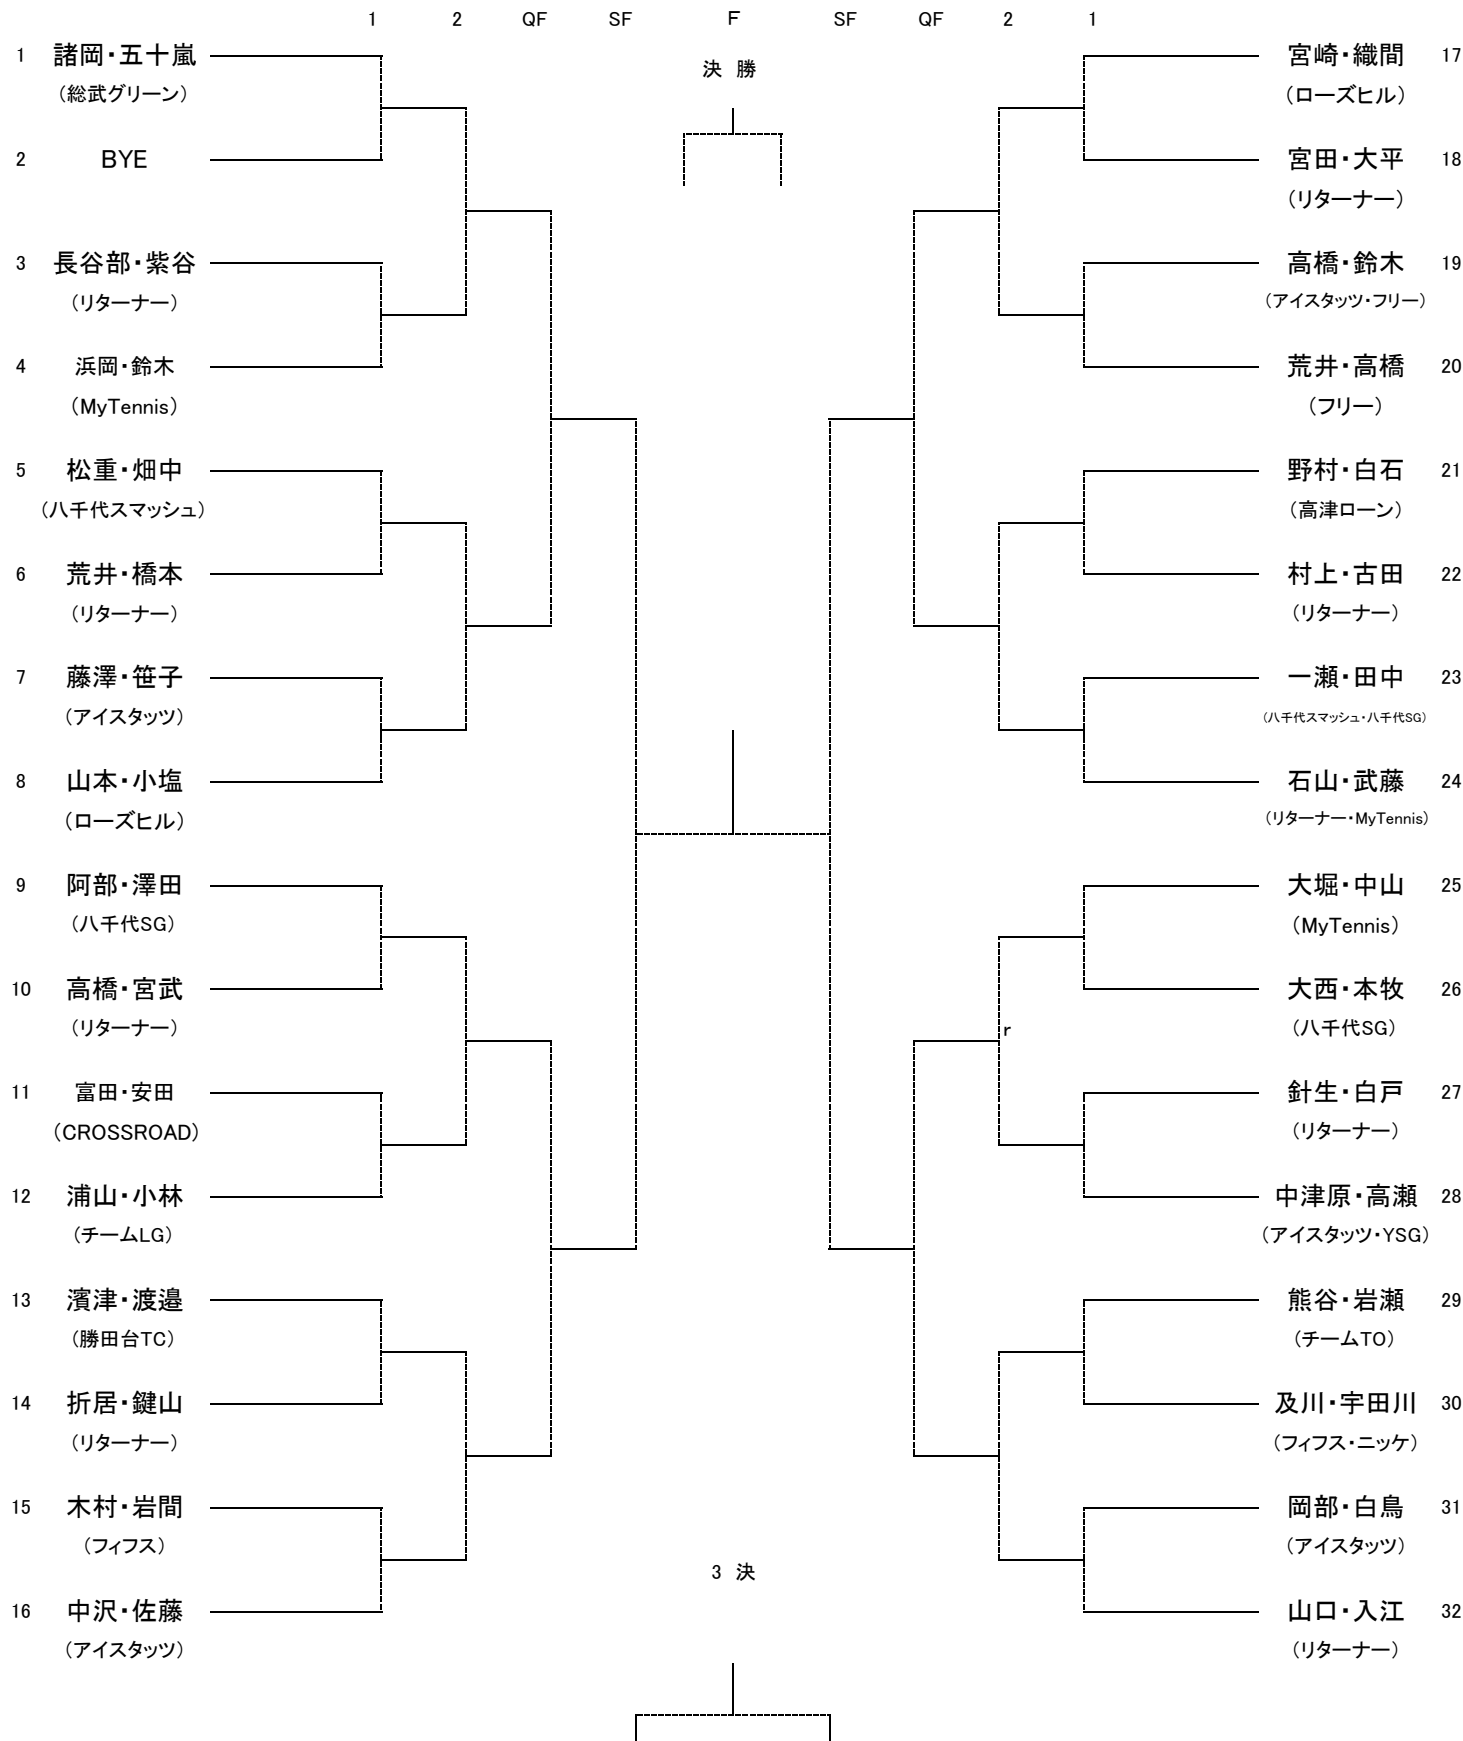 1 2 QF SF F SF QF 2 1
決 勝
1 諸岡・五十嵐
(総武グリーン)
2 BYE
3 長谷部・紫谷
(リターナー)
4 浜岡・鈴木
(MyTennis)
5 松重・畑中
(八千代スマッシュ)
6 荒井・橋本
(リターナー)
7 藤澤・笹子
(アイスタッツ)
8 山本・小塩
(ローズヒル)
9 阿部・澤田
(八千代SG)
10 高橋・宮武
(リターナー)
11 富田・安田
(CROSSROAD)
12 浦山・小林
(チームLG)
13 濱津・渡邉
(勝田台TC)
14 折居・鍵山
(リターナー)
15 木村・岩間
(フィフス)
16 中沢・佐藤
(アイスタッツ)
宮崎・織間 17
(ローズヒル)
宮田・大平 18
(リターナー)
高橋・鈴木 19
(アイスタッツ・フリー)
荒井・高橋 20
(フリー)
野村・白石 21
(高津ローン)
村上・古田 22
(リターナー)
一瀬・田中 23
(八千代スマッシュ・八千代SG)
石山・武藤 24
(リターナー・MyTennis)
大堀・中山 25
(MyTennis)
大西・本牧 26
(八千代SG)
r
針生・白戸 27
(リターナー)
中津原・高瀬 28
(アイスタッツ・YSG)
熊谷・岩瀬 29
(チームTO)
及川・宇田川 30
(フィフス・ニッケ)
岡部・白鳥 31
(アイスタッツ)
山口・入江 32
(リターナー)
3 決